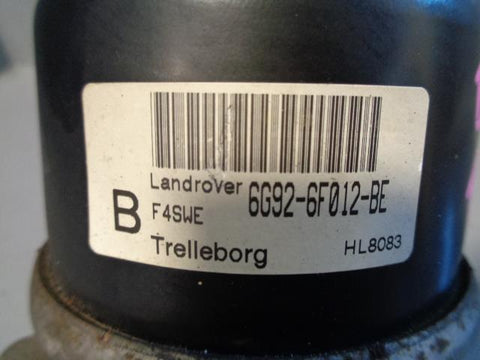 Landrover 6G92-6F012-BE
B F4SWE
Trelleborg HL8083